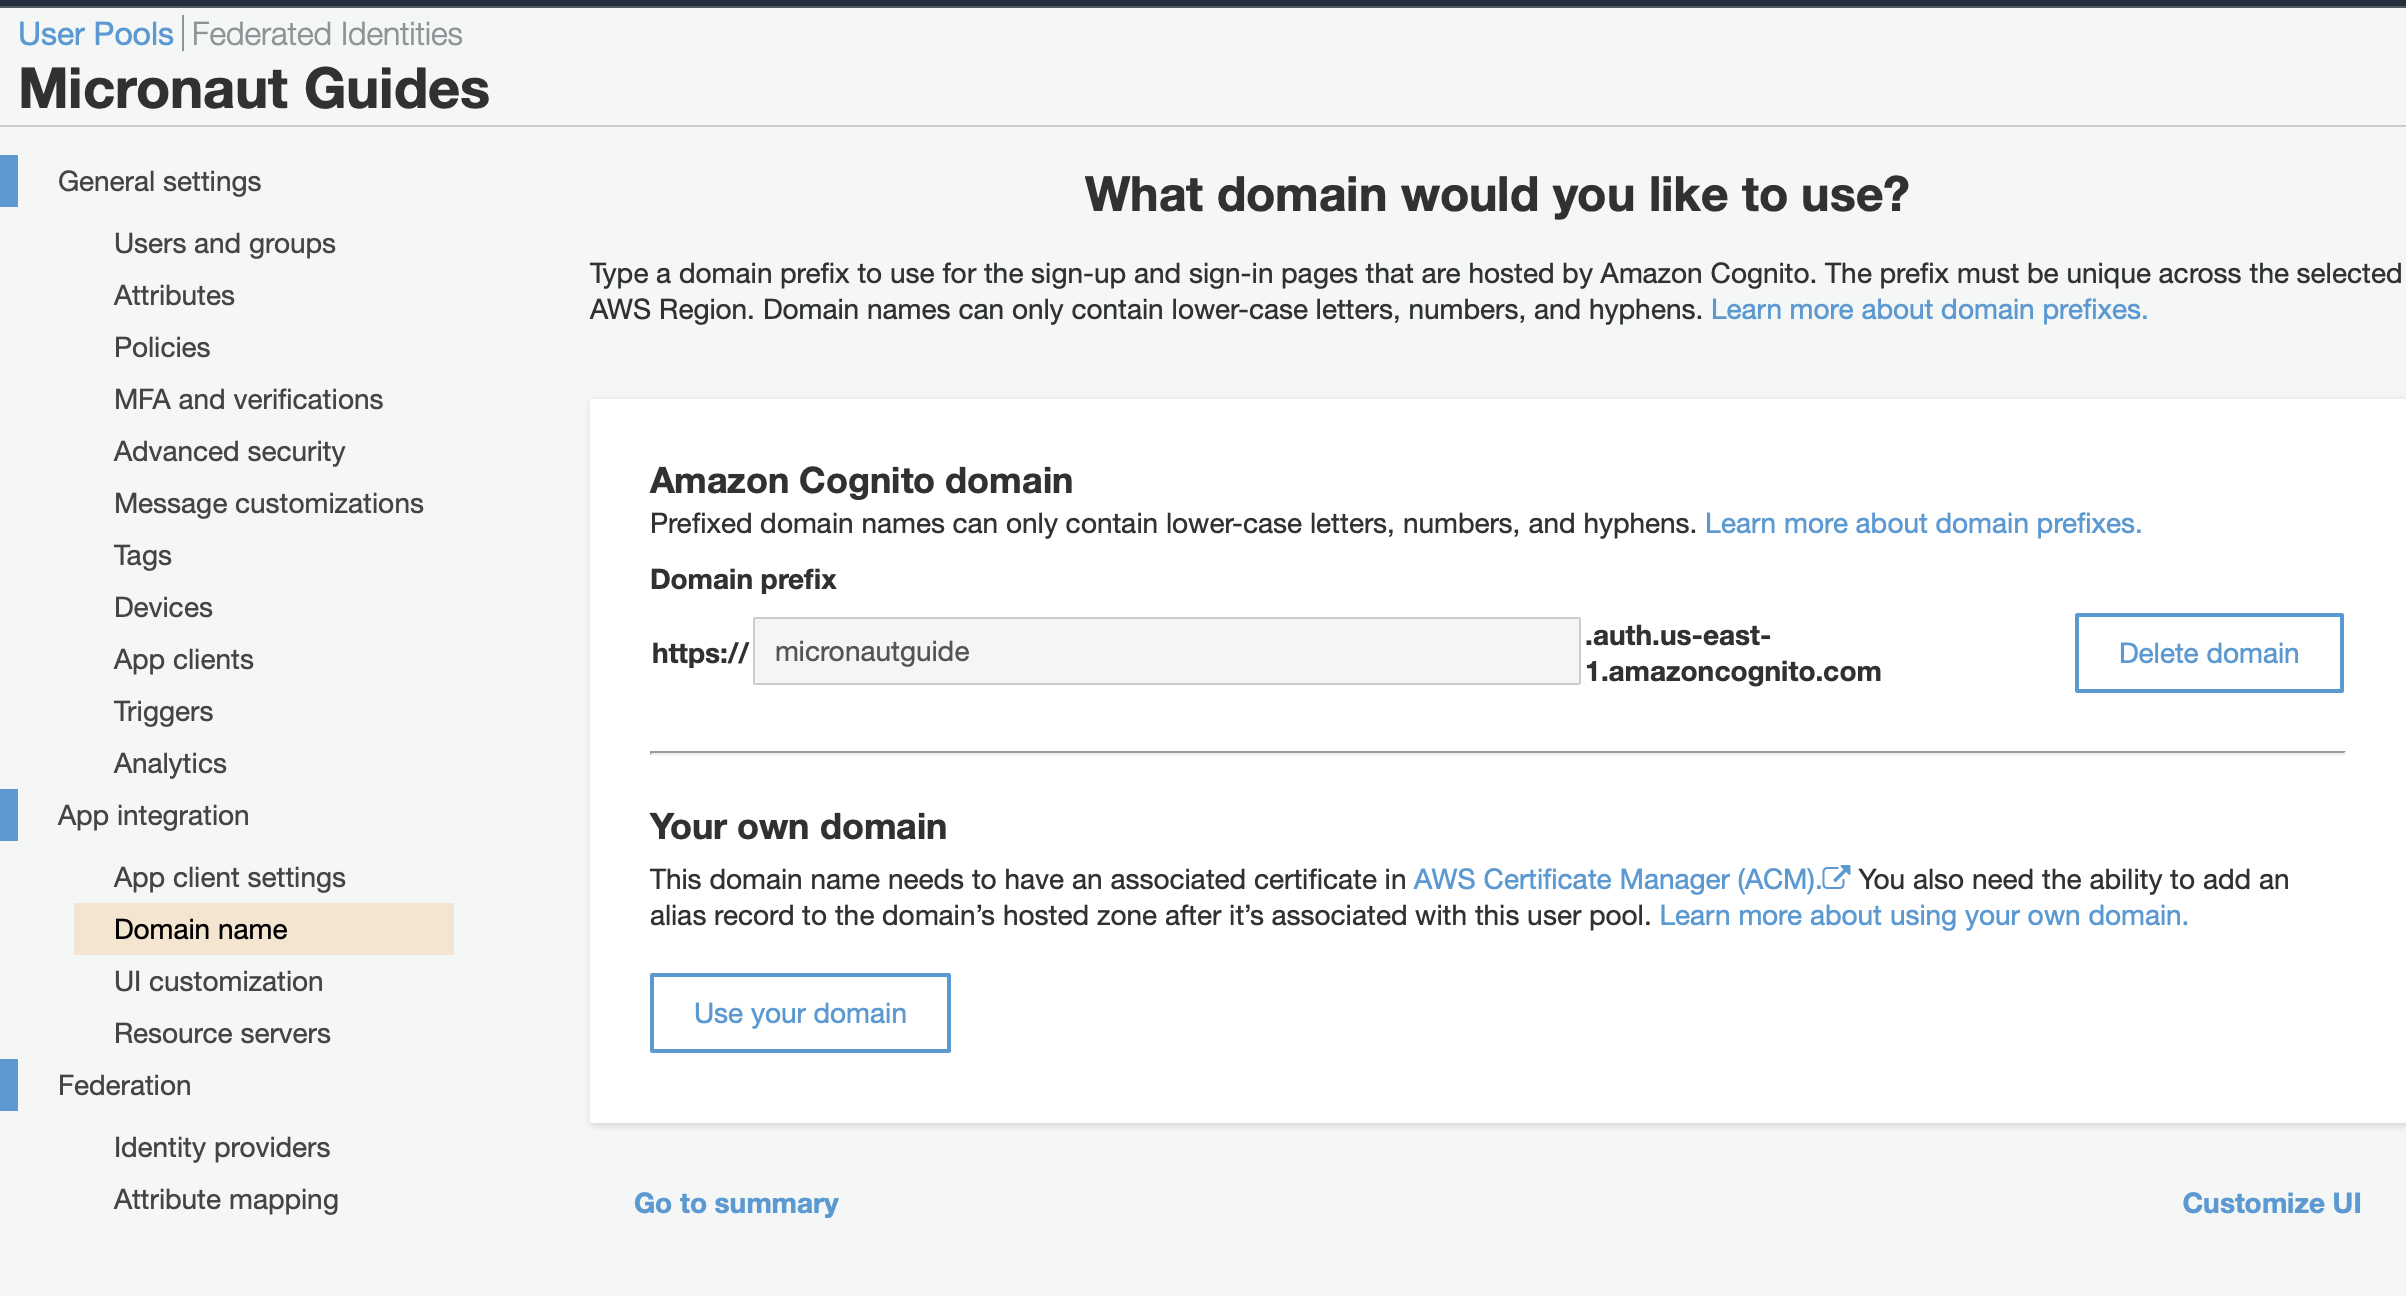 User Pools | Federated Identities
Micronaut Guides
General settings
Users and groups
Attributes
Policies
MFA and verifications
Advanced security
Message customizations
Tags
Devices
App clients
Triggers
Analytics
App integration
App client settings
Domain name
UI customization
Resource servers
Federation
Identity providers
Attribute mapping
What domain would you like to use?
Type a domain prefix to use for the sign-up and sign-in pages that are hosted by Amazon Cognito. The prefix must be unique across the selected
AWS Region. Domain names can only contain lower-case letters, numbers, and hyphens. Learn more about domain prefixes.
Amazon Cognito domain
Prefixed domain names can only contain lower-case letters, numbers, and hyphens. Learn more about domain prefixes.
Domain prefix
https:// micronautguide .auth.us-east-
1.amazoncognito.com
Delete domain
Your own domain
This domain name needs to have an associated certificate in AWS Certificate Manager (ACM). You also need the ability to add an
alias record to the domain’s hosted zone after it’s associated with this user pool. Learn more about using your own domain.
Use your domain
Go to summary
Customize UI